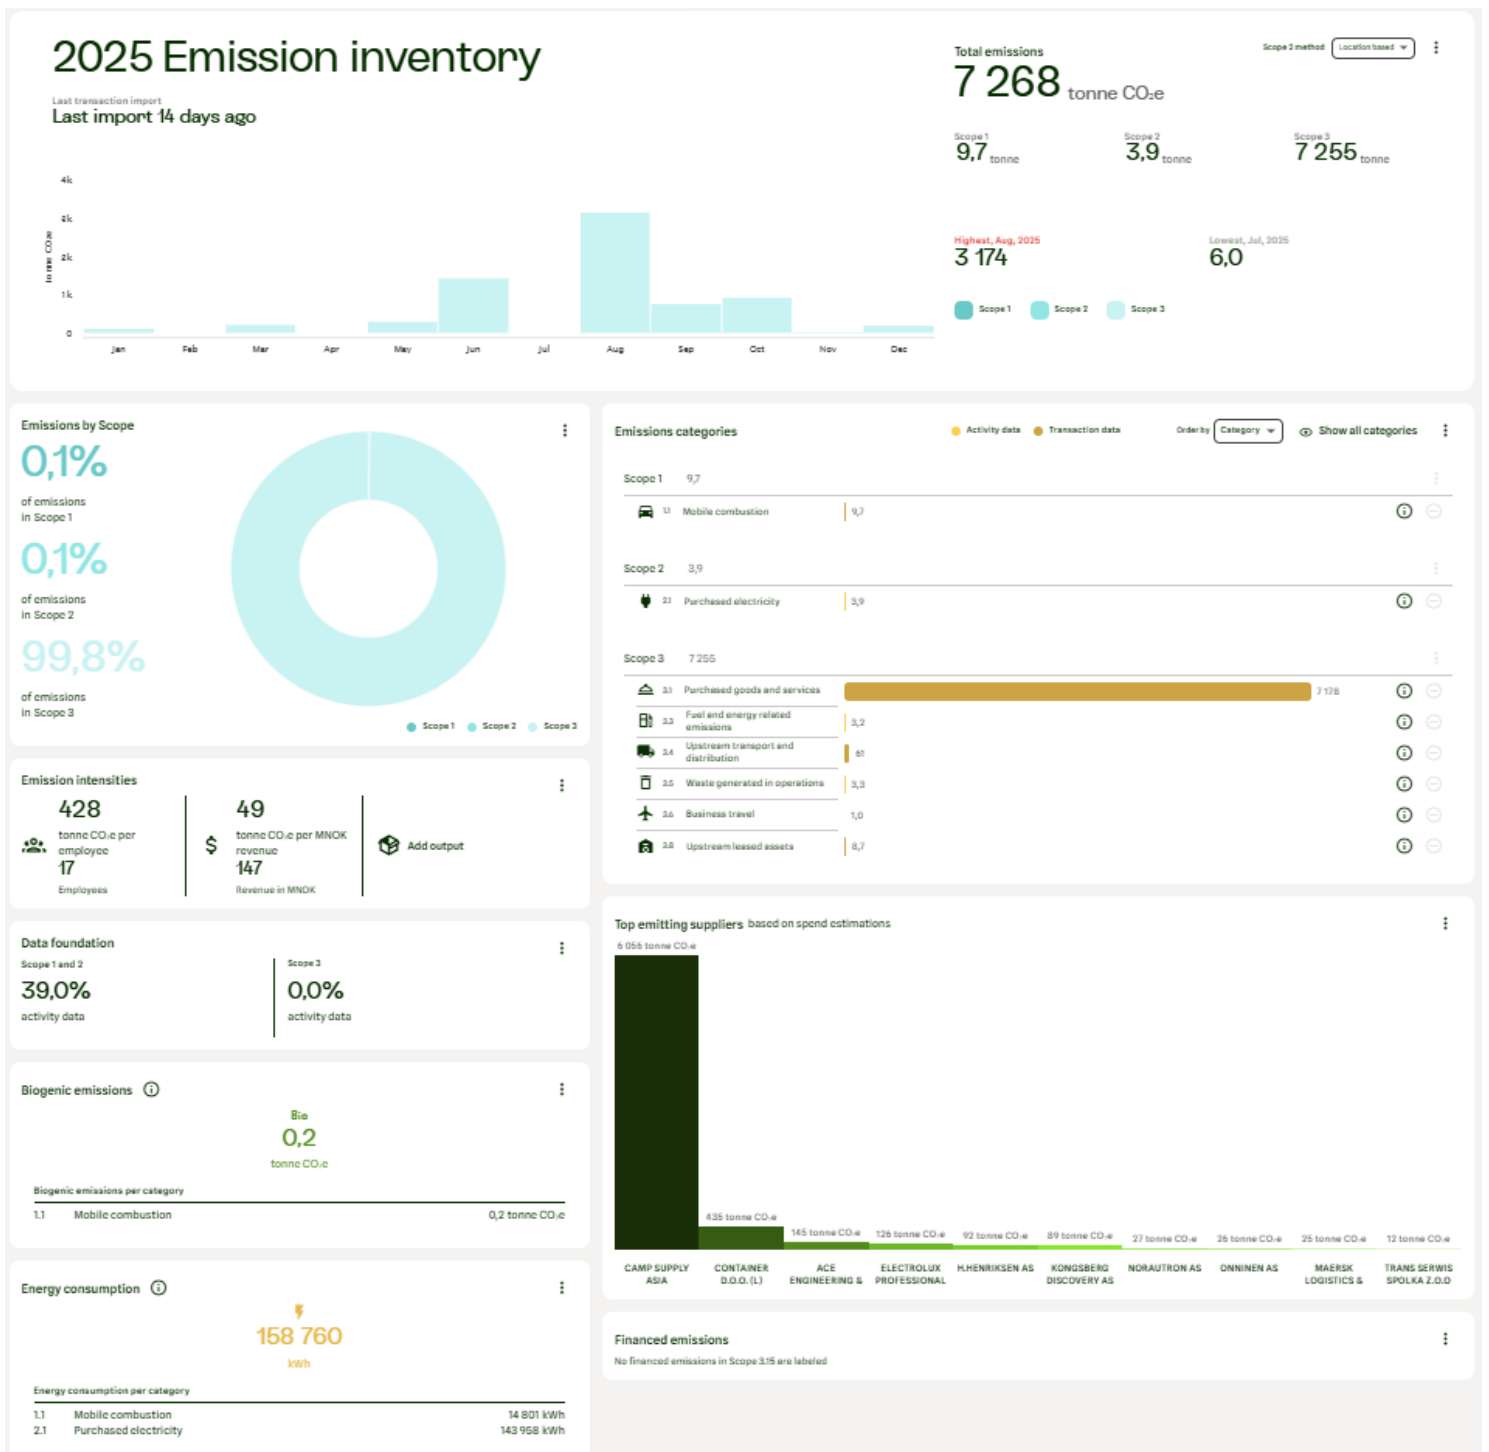 2025 Emission inventory
Last transaction import
Last import 14 days ago
Total emissions
7 268 tonne CO₂e
Scope 2 method
Location based
Scope 1
9,7 tonne
Scope 2
3,9 tonne
Scope 3
7 255 tonne
Highest, Aug, 2025
3 174
Lowest, Jul, 2025
6,0
Scope 1 Scope 2 Scope 3
tonne CO2e
4k
2k
1k
0
Jan Feb Mar Apr May Jun Jul Aug Sep Oct Nov Dec
Emissions by Scope
0,1%
of emissions
in Scope 1
0,1%
of emissions
in Scope 2
99,8%
of emissions
in Scope 3
Scope 1 Scope 2 Scope 3
Emission intensities
428
tonne CO₂e per
employee
17
Employees
49
tonne CO₂e per MNOK
revenue
147
Revenue in MNOK
Add output
Data foundation
Scope 1 and 2
39,0%
activity data
Scope 3
0,0%
activity data
Biogenic emissions
Bio
0,2
tonne CO₂e
Biogenic emissions per category
1.1 Mobile combustion 0,2 tonne CO₂e
Energy consumption
158 760
kWh
Energy consumption per category
1.1 Mobile combustion 14 801 kWh
2.1 Purchased electricity 143 958 kWh
Emissions categories
Activity data Transaction data
Order by Category
Show all categories
Scope 1 9,7
1.1 Mobile combustion 9,7
Scope 2 3,9
2.1 Purchased electricity 3,9
Scope 3 7 255
3.1 Purchased goods and services 7 178
3.3 Fuel and energy related
emissions 3,2
3.4 Upstream transport and
distribution 61
3.5 Waste generated in operations 3,3
3.6 Business travel 1,0
3.8 Upstream leased assets 8,7
Top emitting suppliers based on spend estimations
6 056 tonne CO₂e
435 tonne CO₂e
145 tonne CO₂e
126 tonne CO₂e
92 tonne CO₂e
89 tonne CO₂e
27 tonne CO₂e
26 tonne CO₂e
25 tonne CO₂e
12 tonne CO₂e
CAMP SUPPLY
ASIA
CONTAINER
D.O.O. (L)
ACE
ENGINEERING &
ELECTROLUX
PROFESSIONAL
H.HENRIKSEN AS
KONGSBERG
DISCOVERY AS
NORAUTRON AS
ONNINEN AS
MAERSK
LOGISTICS &
TRANS SERWIS
SPOLKA Z.O.O
Financed emissions
No financed emissions in Scope 3.15 are labeled